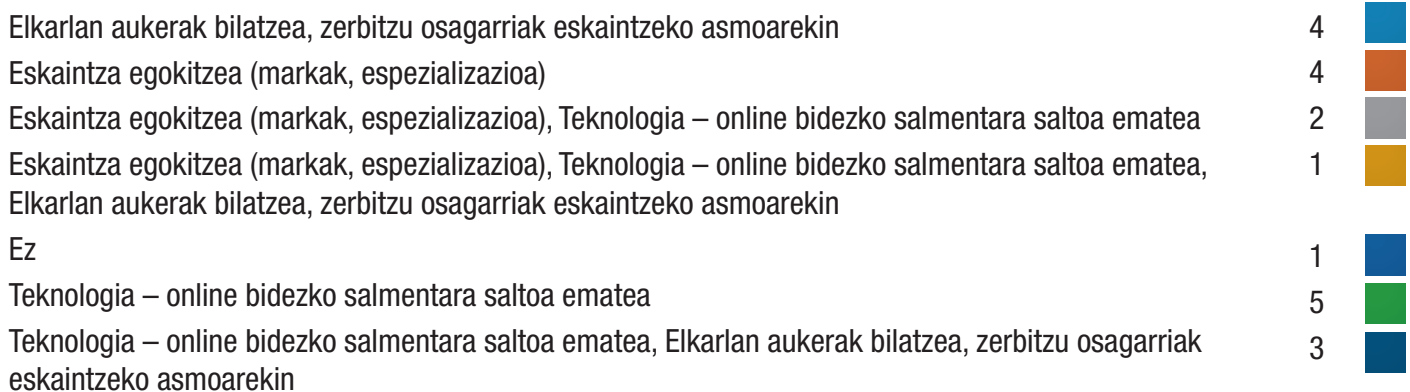 Elkarlan aukerak bilatzea, zerbitzu osagarriak eskaintzeko asmoarekin 4
Eskaintza egokitzea (markak, espezializazioa) 4
Eskaintza egokitzea (markak, espezializazioa), Teknologia – online bidezko salmentara saltoa ematea 2
Eskaintza egokitzea (markak, espezializazioa), Teknologia – online bidezko salmentara saltoa ematea, 1
Elkarlan aukerak bilatzea, zerbitzu osagarriak eskaintzeko asmoarekin
Ez 1
Teknologia – online bidezko salmentara saltoa ematea 5
Teknologia – online bidezko salmentara saltoa ematea, Elkarlan aukerak bilatzea, zerbitzu osagarriak 3
eskaintzeko asmoarekin